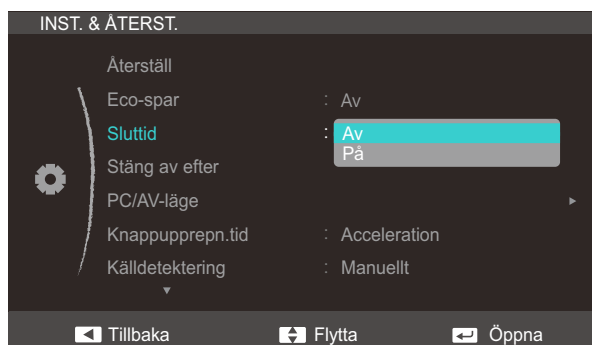 INST. & ÅTERST.
Återställ
Eco-spar : Av
Sluttid : Av
På
Stäng av efter
PC/AV-läge
Knappupprepn.tid : Acceleration
Källdetektering : Manuellt
Tillbaka Flytta Öppna